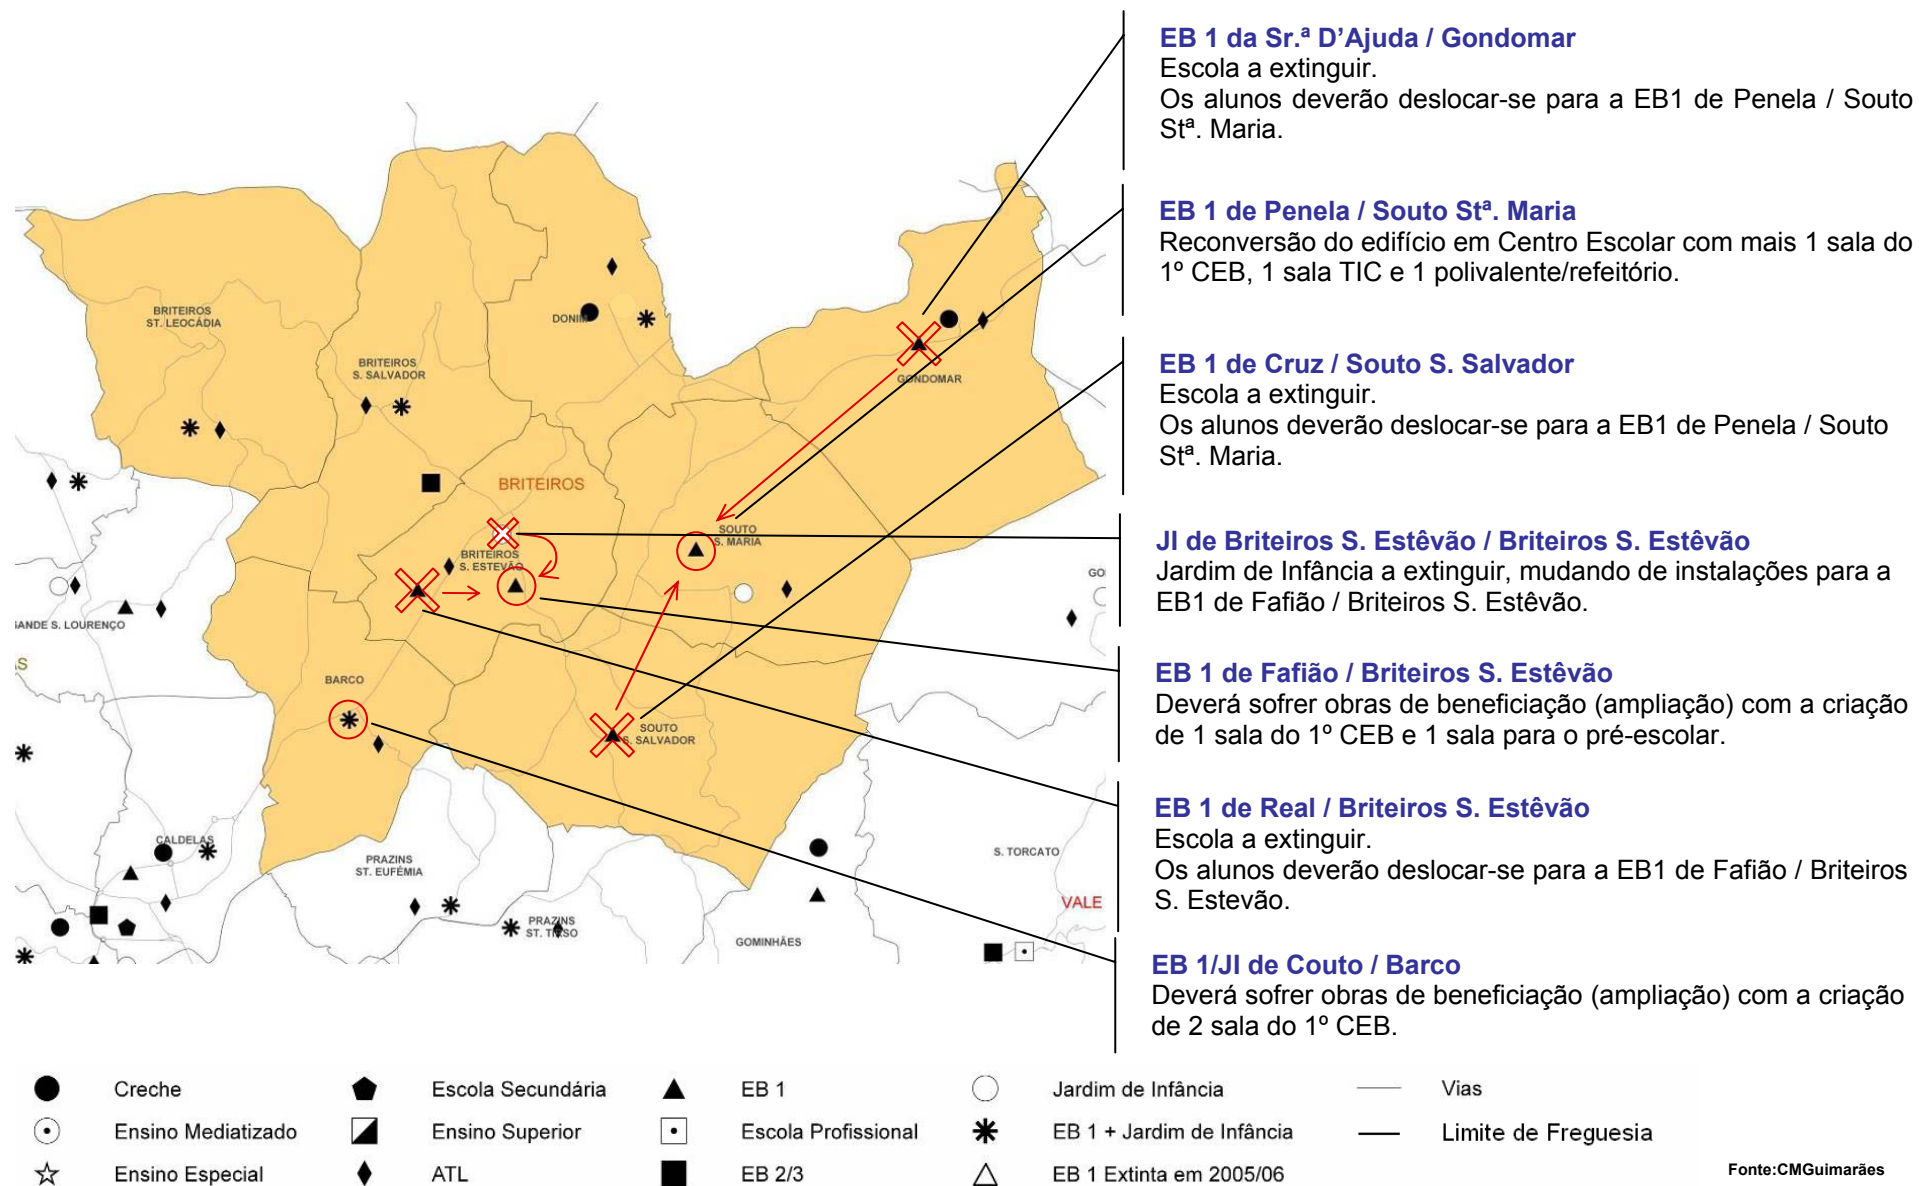 EB 1 da Sr.ª D'Ajuda / Gondomar
Escola a extinguir.
Os alunos deverão deslocar-se para a EB1 de Penela / Souto
Stª. Maria.
EB 1 de Penela / Souto Stª. Maria
Reconversão do edifício em Centro Escolar com mais 1 sala do
1º CEB, 1 sala TIC e 1 polivalente/refeitório.
EB 1 de Cruz / Souto S. Salvador
Escola a extinguir.
Os alunos deverão deslocar-se para a EB1 de Penela / Souto
Stª. Maria.
JI de Briteiros S. Estêvão / Briteiros S. Estêvão
Jardim de Infância a extinguir, mudando de instalações para a
EB1 de Fafião / Briteiros S. Estêvão.
EB 1 de Fafião / Briteiros S. Estêvão
Deverá sofrer obras de beneficiação (ampliação) com a criação
de 1 sala do 1º CEB e 1 sala para o pré-escolar.
EB 1 de Real / Briteiros S. Estêvão
Escola a extinguir.
Os alunos deverão deslocar-se para a EB1 de Fafião / Briteiros
S. Estevão.
EB 1/JI de Couto / Barco
Deverá sofrer obras de beneficiação (ampliação) com a criação
de 2 sala do 1º CEB.
BRITEIROS
ST. LEOCÁDIA
DONIM
BRITEIROS
S. SALVADOR
GONDOMAR
BRITEIROS
SOUTO
S. MARIA
BRITEIROS
S. ESTEVÃO
GO
ANDE S. LOURENÇO
AS
BARCO
SOUTO
S. SALVADOR
CALDELAS
PRAZINS
ST. EUFÉMIA
S. TORCATO
VALE
PRAZINS
ST. TIRSO
GOMINHÃES
Creche
Escola Secundária
EB 1
Jardim de Infância
Vias
Ensino Mediatizado
Ensino Superior
Escola Profissional
EB 1 + Jardim de Infância
Limite de Freguesia
Ensino Especial
ATL
EB 2/3
EB 1 Extinta em 2005/06
Fonte:CMGuimarães